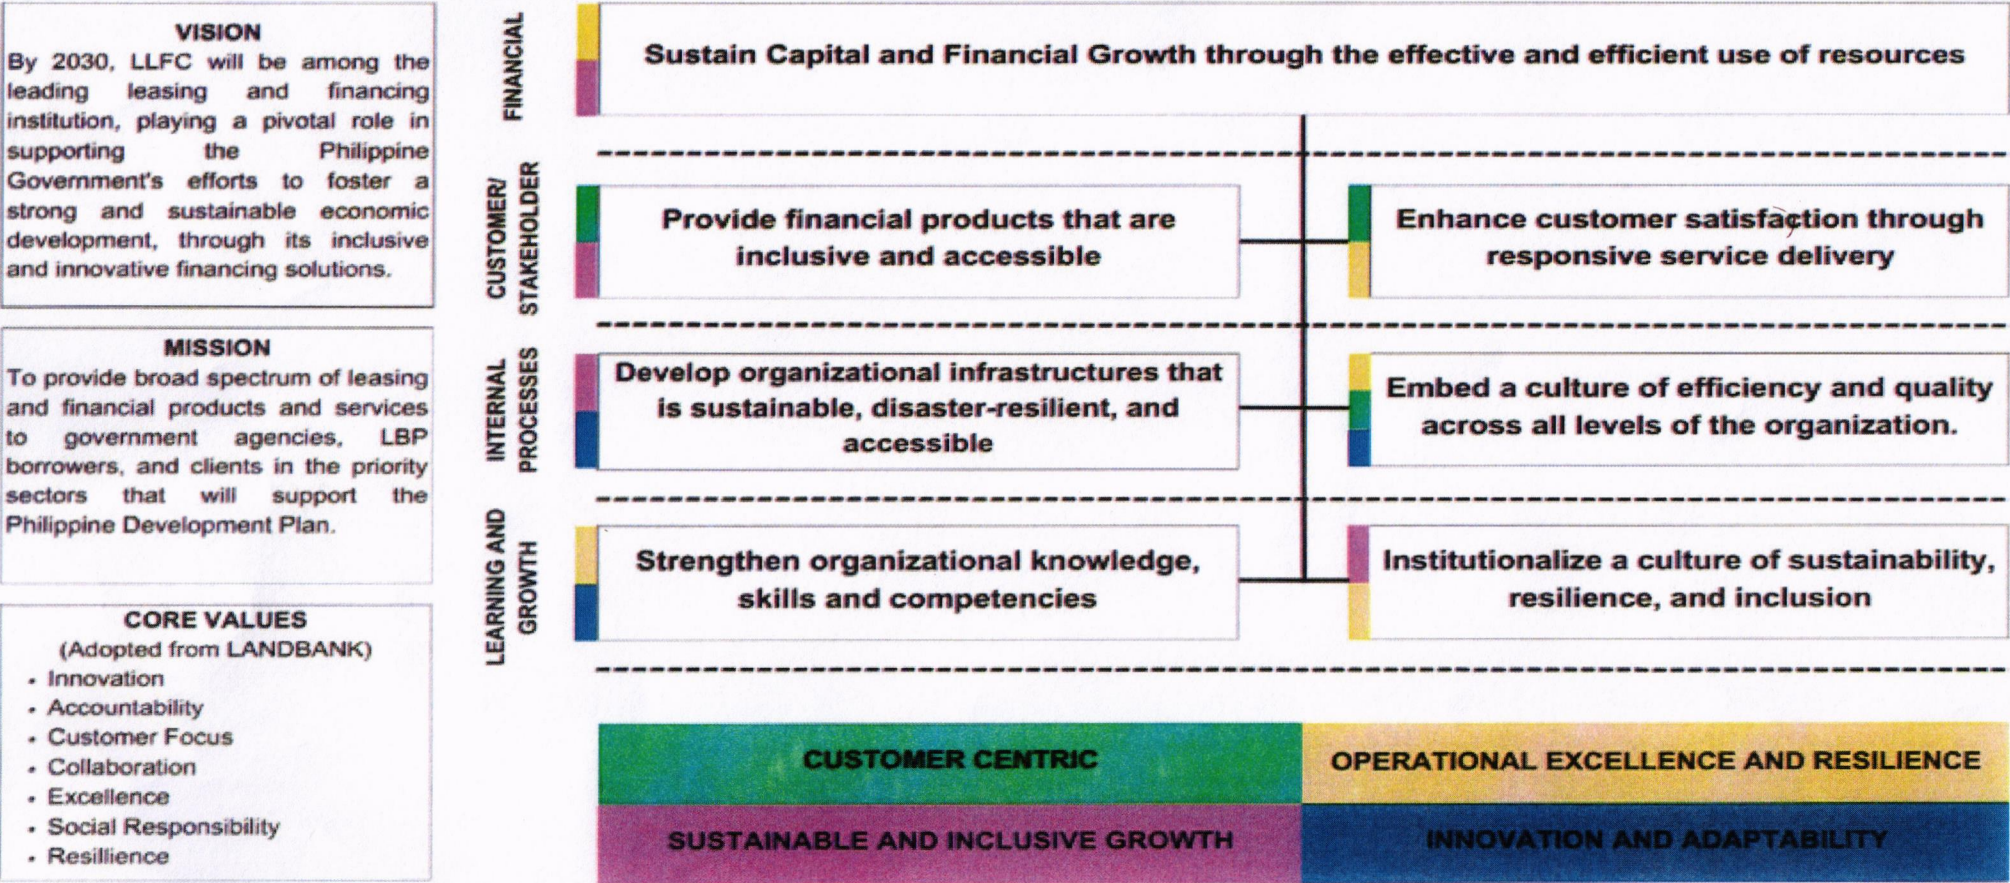 VISION
By 2030, LLFC will be among the
leading leasing and financing
institution, playing a pivotal role in
supporting the Philippine
Government's efforts to foster a
strong and sustainable economic
development, through its inclusive
and innovative financing solutions.
MISSION
To provide broad spectrum of leasing
and financial products and services
to government agencies, LBP
borrowers, and clients in the priority
sectors that will support the
Philippine Development Plan.
CORE VALUES
(Adopted from LANDBANK)
• Innovation
• Accountability
• Customer Focus
• Collaboration
• Excellence
• Social Responsibility
• Resillience
FINANCIAL
Sustain Capital and Financial Growth through the effective and efficient use of resources
CUSTOMER/
STAKEHOLDER
Provide financial products that are
inclusive and accessible
Enhance customer satisfaction through
responsive service delivery
INTERNAL
PROCESSES
Develop organizational infrastructures that
is sustainable, disaster-resilient, and
accessible
Embed a culture of efficiency and quality
across all levels of the organization.
LEARNING AND
GROWTH
Strengthen organizational knowledge,
skills and competencies
Institutionalize a culture of sustainability,
resilience, and inclusion
CUSTOMER CENTRIC
OPERATIONAL EXCELLENCE AND RESILIENCE
SUSTAINABLE AND INCLUSIVE GROWTH
INNOVATION AND ADAPTABILITY